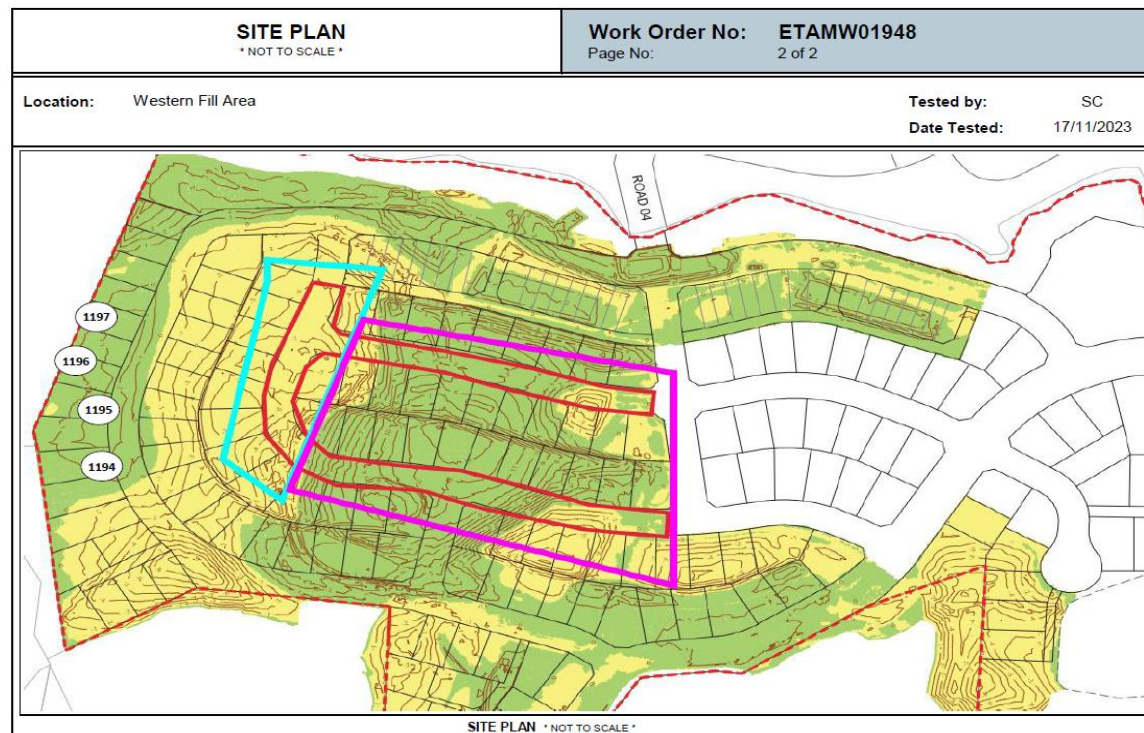 SITE PLAN
* NOT TO SCALE *
Work Order No: ETAMW01948
Page No: 2 of 2
Location: Western Fill Area
Tested by: SC
Date Tested: 17/11/2023
ROAD 04
1197
1196
1195
1194
SITE PLAN * NOT TO SCALE *